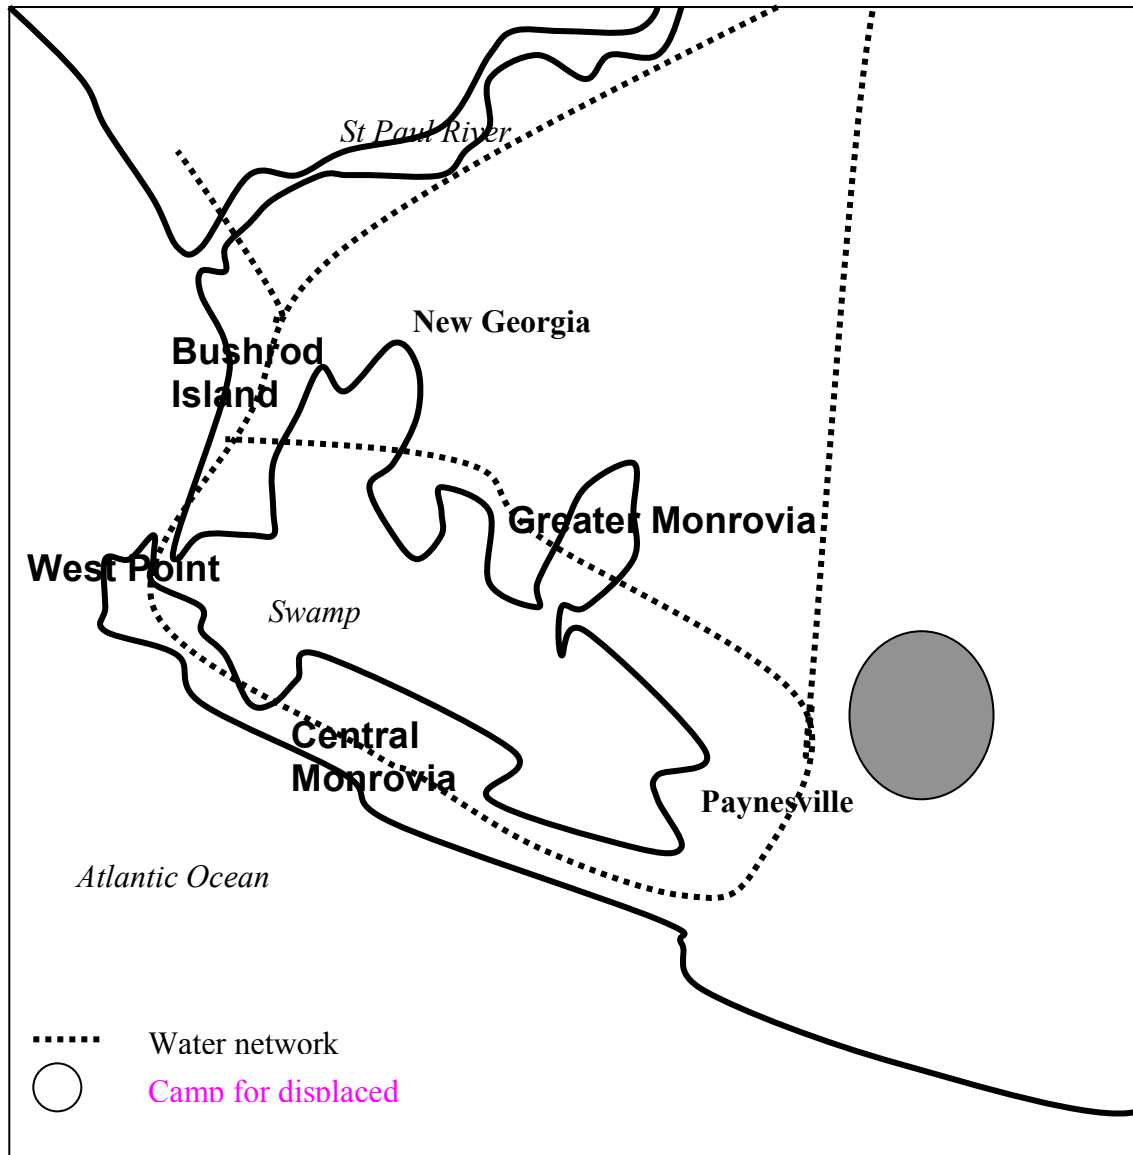 St Paul River
New Georgia
Bushrod
Island
Greater Monrovia
West Point
Swamp
Central
Monrovia
Paynesville
Atlantic Ocean
Water network
Camp for displaced